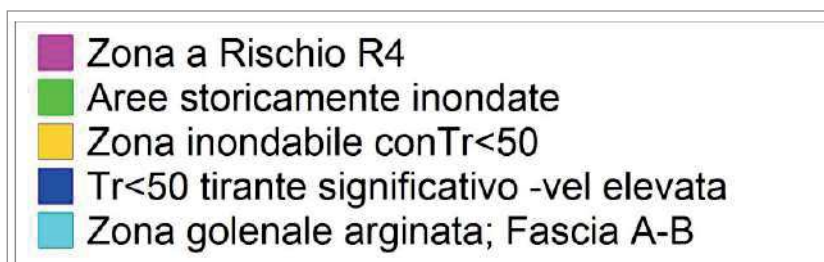 Zona a Rischio R4
Aree storicamente inondate
Zona inondabile conTr<50
Tr<50 tirante significativo -vel elevata
Zona golenale arginata; Fascia A-B